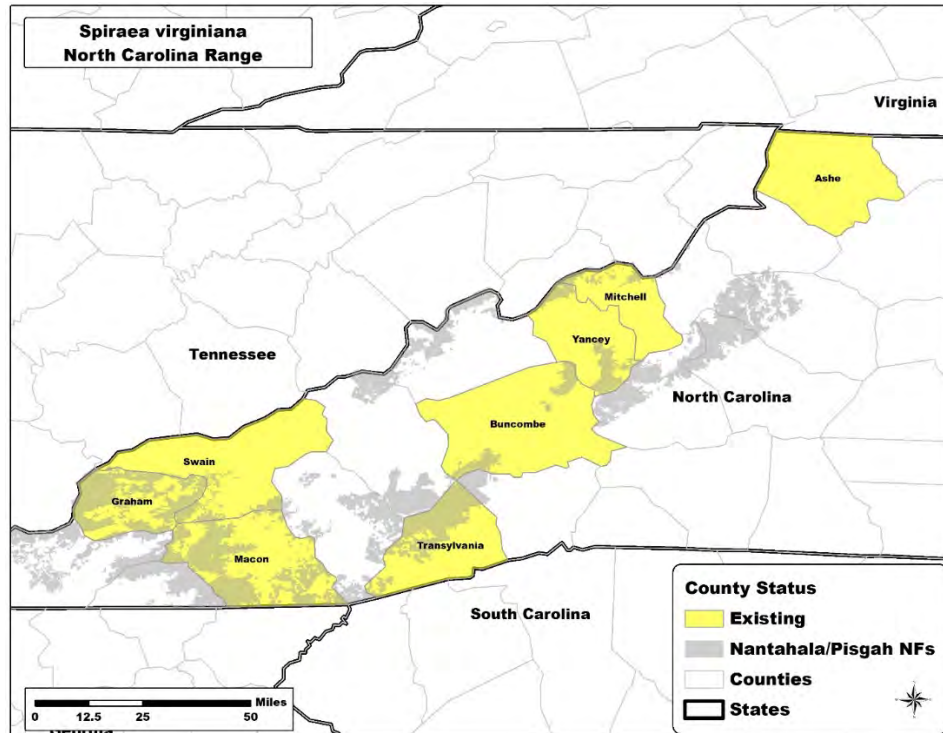 Spiraea virginiana
North Carolina Range
Virginia
Ashe
Mitchell
Yancey
Tennessee
North Carolina
Buncombe
Swain
Graham
Macon
Transylvania
South Carolina
County Status
Existing
Nantahala/Pisgah NFs
Counties
States
Miles
0 12.5 25 50
Georgia